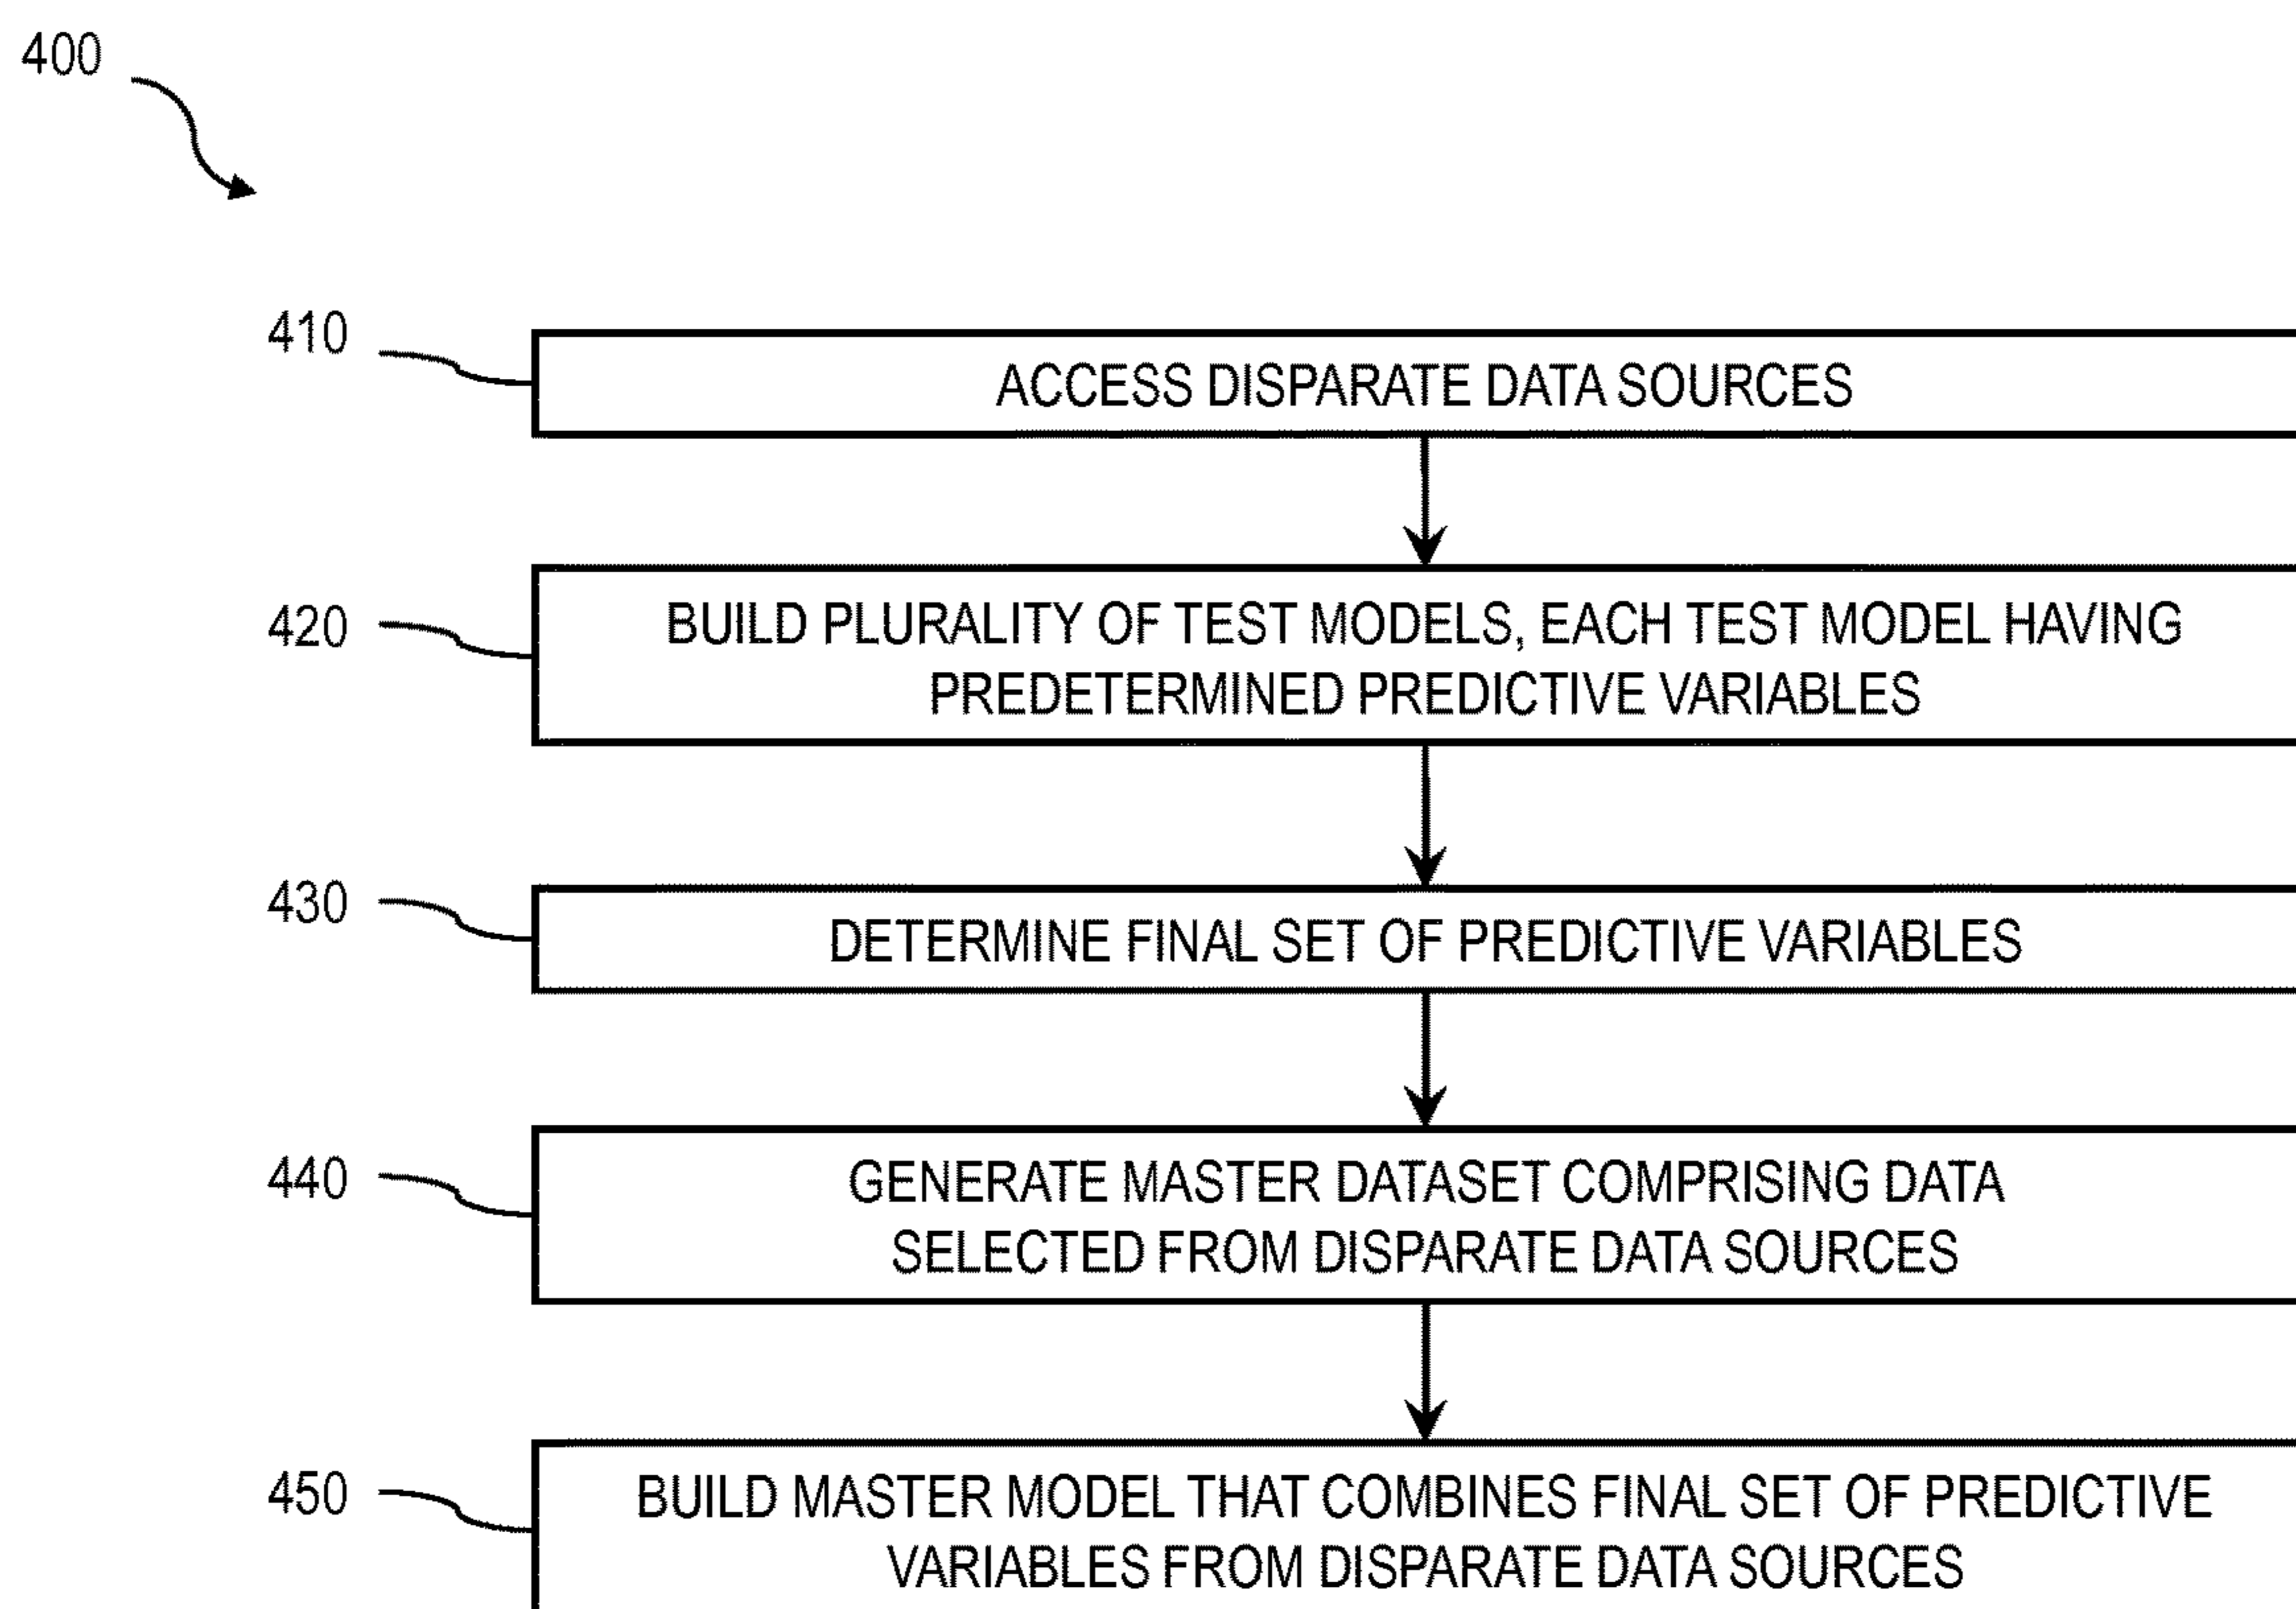 400
410
ACCESS DISPARATE DATA SOURCES
420
BUILD PLURALITY OF TEST MODELS, EACH TEST MODEL HAVING
PREDETERMINED PREDICTIVE VARIABLES
430
DETERMINE FINAL SET OF PREDICTIVE VARIABLES
440
GENERATE MASTER DATASET COMPRISING DATA
SELECTED FROM DISPARATE DATA SOURCES
450
BUILD MASTER MODEL THAT COMBINES FINAL SET OF PREDICTIVE
VARIABLES FROM DISPARATE DATA SOURCES